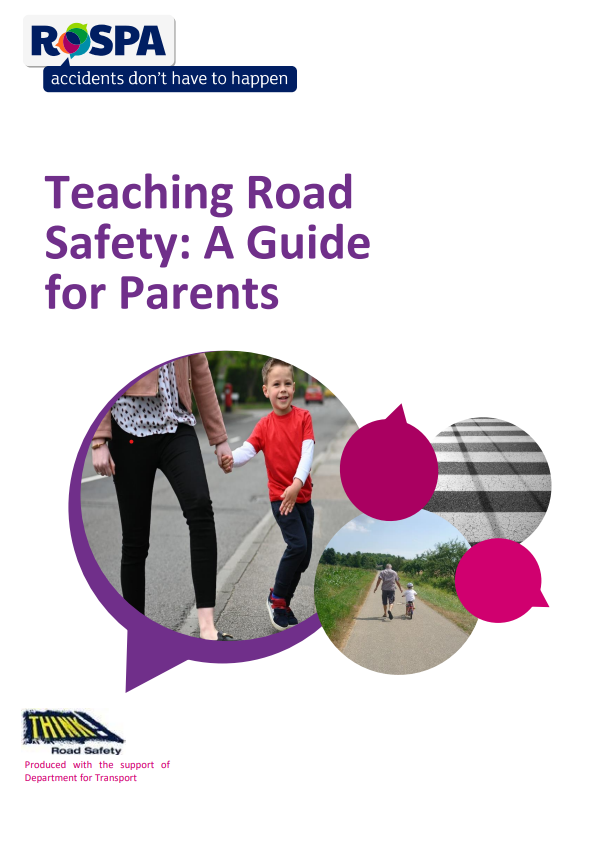 RoSPA
accidents don't have to happen
Teaching Road
Safety: A Guide
for Parents
THINK!
Road Safety
Produced with the support of
Department for Transport